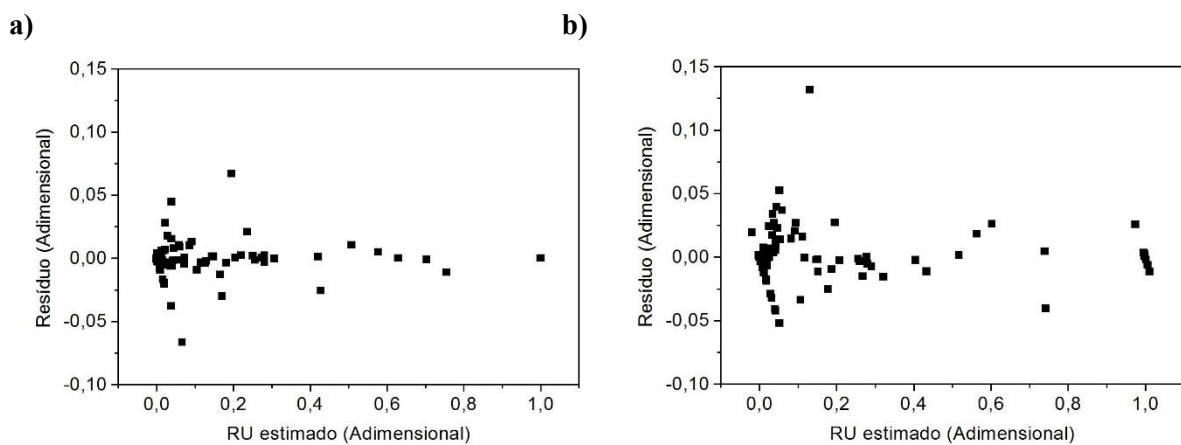 a)
b)
0,15
0,10
0,05
0,00
-0,05
-0,10
Resíduo (Adimensional)
0,0 0,2 0,4 0,6 0,8 1,0
RU estimado (Adimensional)
0,15
0,10
0,05
0,00
-0,05
-0,10
Resíduo (Adimensional)
0,0 0,2 0,4 0,6 0,8 1,0
RU estimado (Adimensional)